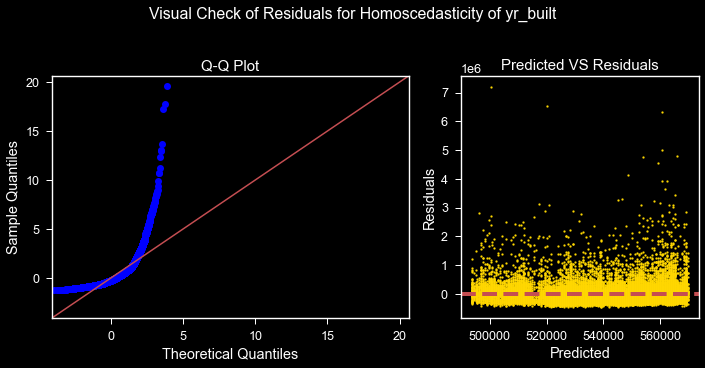 Visual Check of Residuals for Homoscedasticity of yr_built
Q-Q Plot
20
15
10
5
0
Sample Quantiles
0 5 10 15 20
Theoretical Quantiles
Predicted VS Residuals
1e6
7
6
5
4
3
2
1
0
Residuals
500000 520000 540000 560000
Predicted